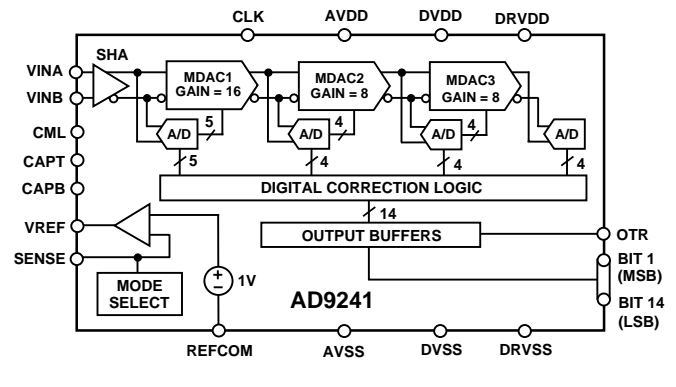 CLK AVDD DVDD DRVDD
SHA
VINA
VINB
MDAC1
GAIN = 16
MDAC2
GAIN = 8
MDAC3
GAIN = 8
5 4 4
A/D A/D A/D A/D
5 4 4 4
CML
CAPT
CAPB
DIGITAL CORRECTION LOGIC
14
VREF
OUTPUT BUFFERS
OTR
SENSE
BIT 1
(MSB)
MODE
SELECT
+
–
1V
AD9241
BIT 14
(LSB)
REFCOM AVSS DVSS DRVSS